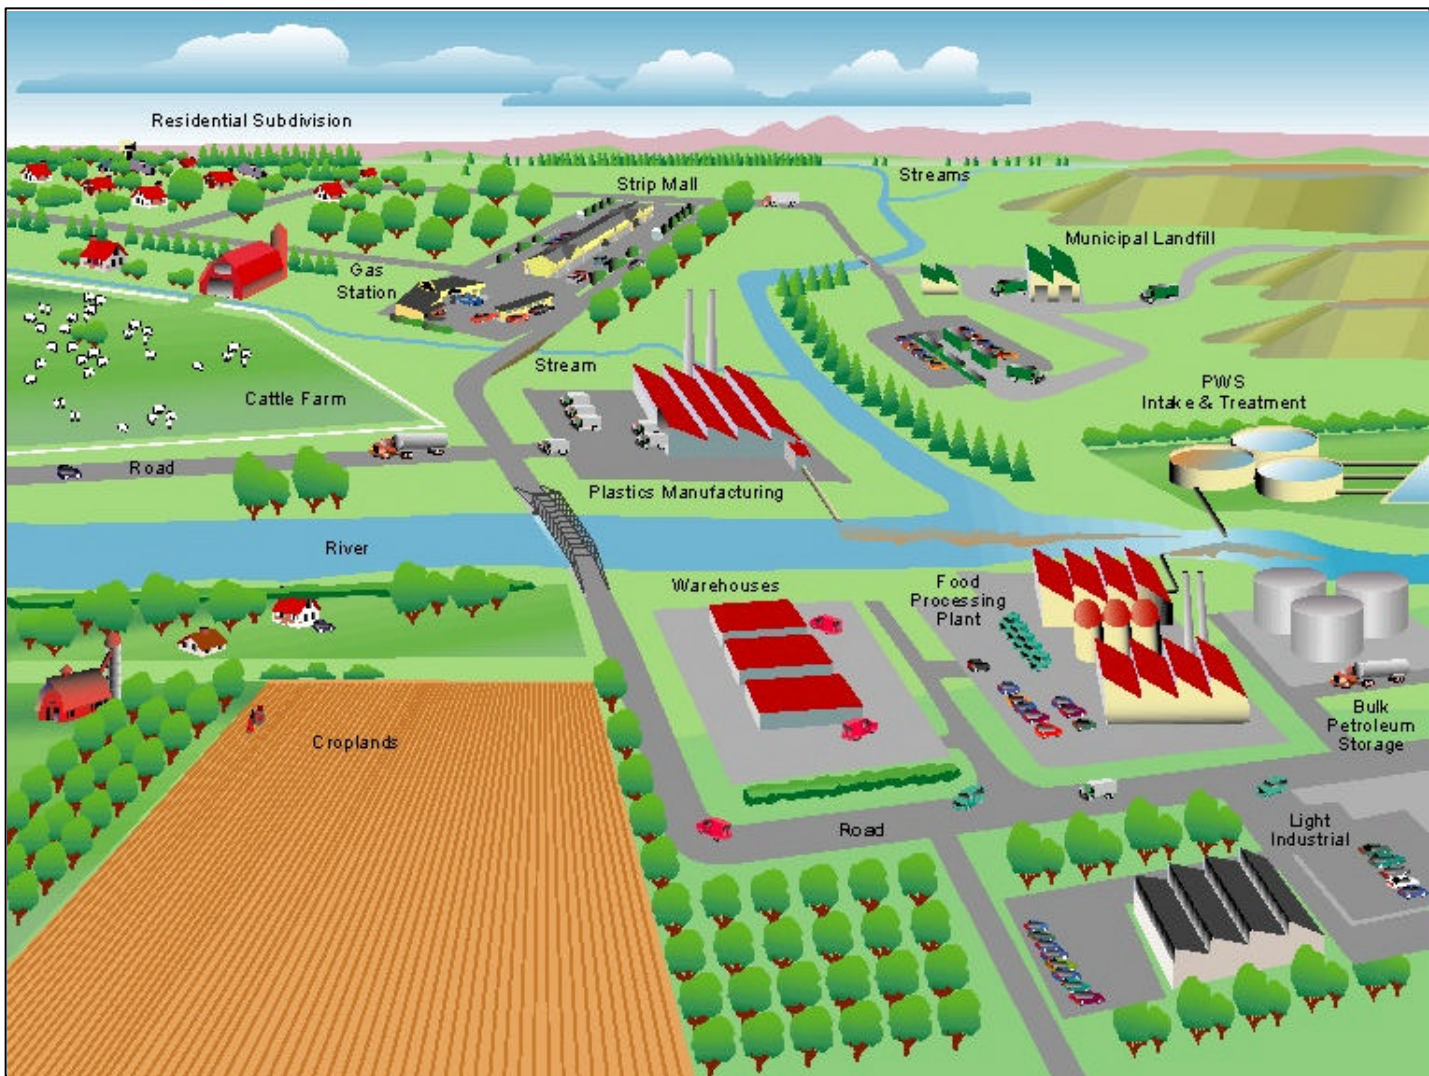 Residential Subdivision
Strip Mall
Streams
Municipal Landfill
Gas
Station
Stream
PWS
Intake & Treatment
Cattle Farm
Road
Plastics Manufacturing
River
Warehouses
Food
Processing
Plant
Bulk
Petroleum
Storage
Croplands
Road
Light
Industrial